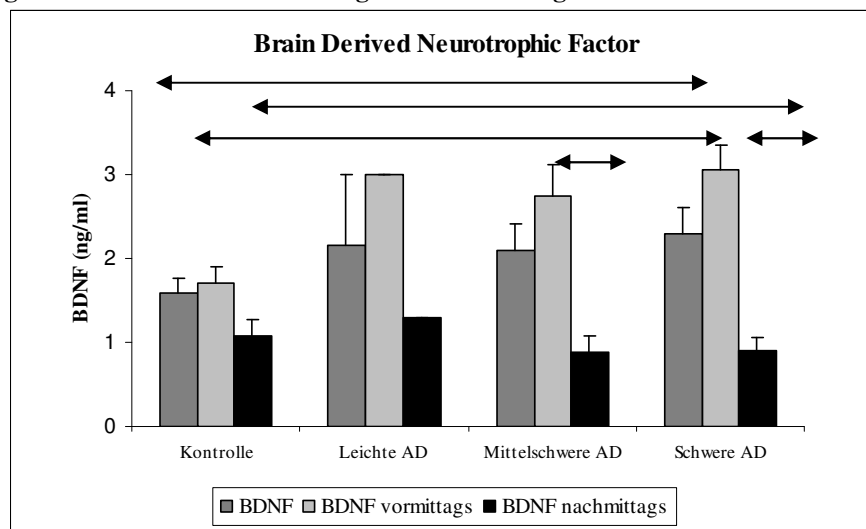 Brain Derived Neurotrophic Factor
4
3
2
1
0
BDNF (ng/ml)
Kontrolle Leichte AD Mittelschwere AD Schwere AD
BDNF BDNF vormittags BDNF nachmittags